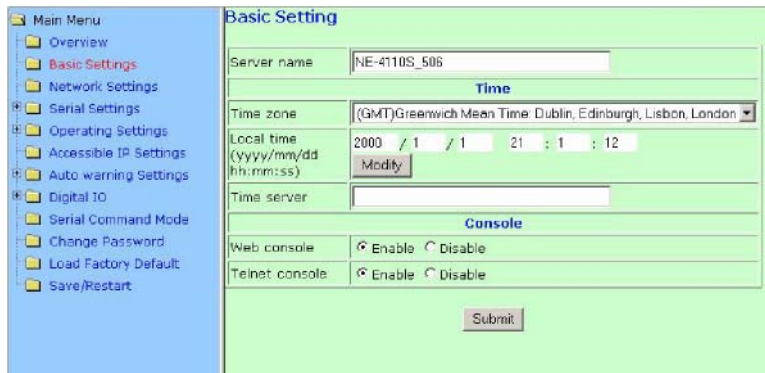 Main Menu
Overview
Basic Settings
Network Settings
Serial Settings
Operating Settings
Accessible IP Settings
Auto warning Settings
Digital IO
Serial Command Mode
Change Password
Load Factory Default
Save/Restart
Basic Setting
Server name NE-4110S_506
Time
Time zone (GMT)Greenwich Mean Time: Dublin, Edinburgh, Lisbon, London
Local time
(yyyy/mm/dd
hh:mm:ss)
2000 / 1 / 1 21 : 1 : 12
Modify
Time server
Console
Web console Enable Disable
Telnet console Enable Disable
Submit